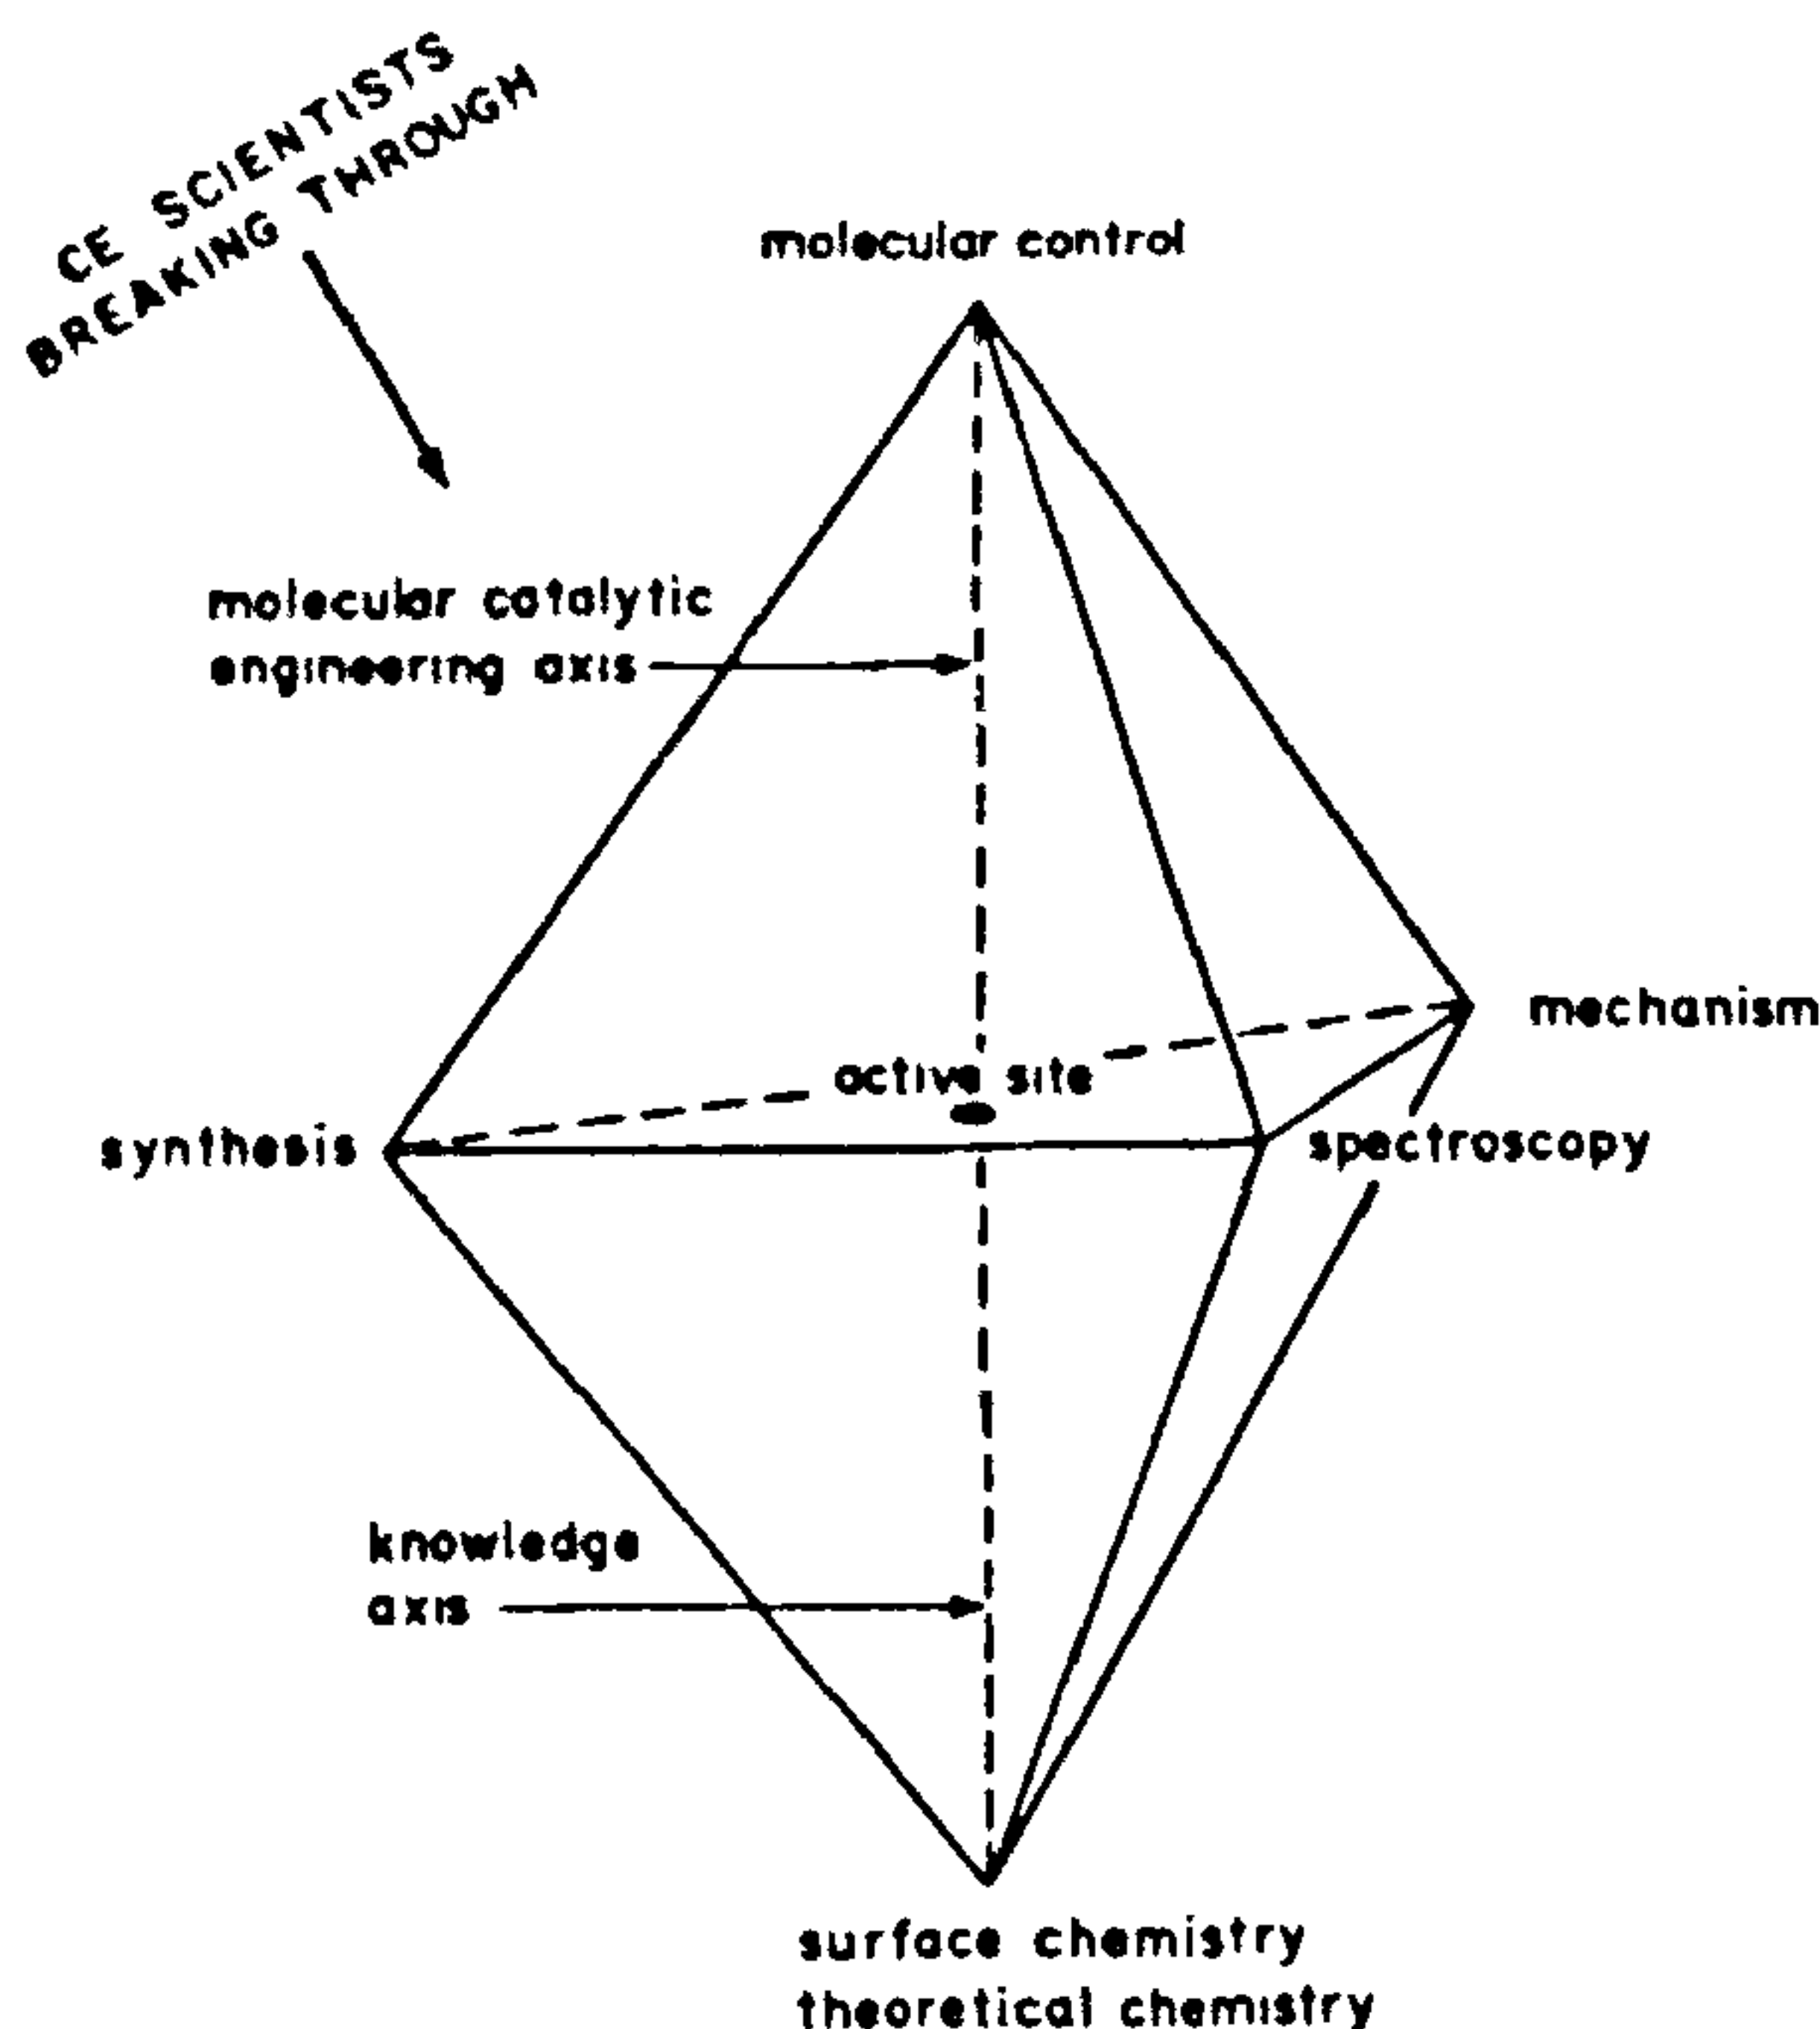 CE SCIENTISTS
BREAKING THROUGH
molecular control
molecular catalytic
engineering axis
mechanism
active site
synthesis
spectroscopy
knowledge
axis
surface chemistry
theoretical chemistry